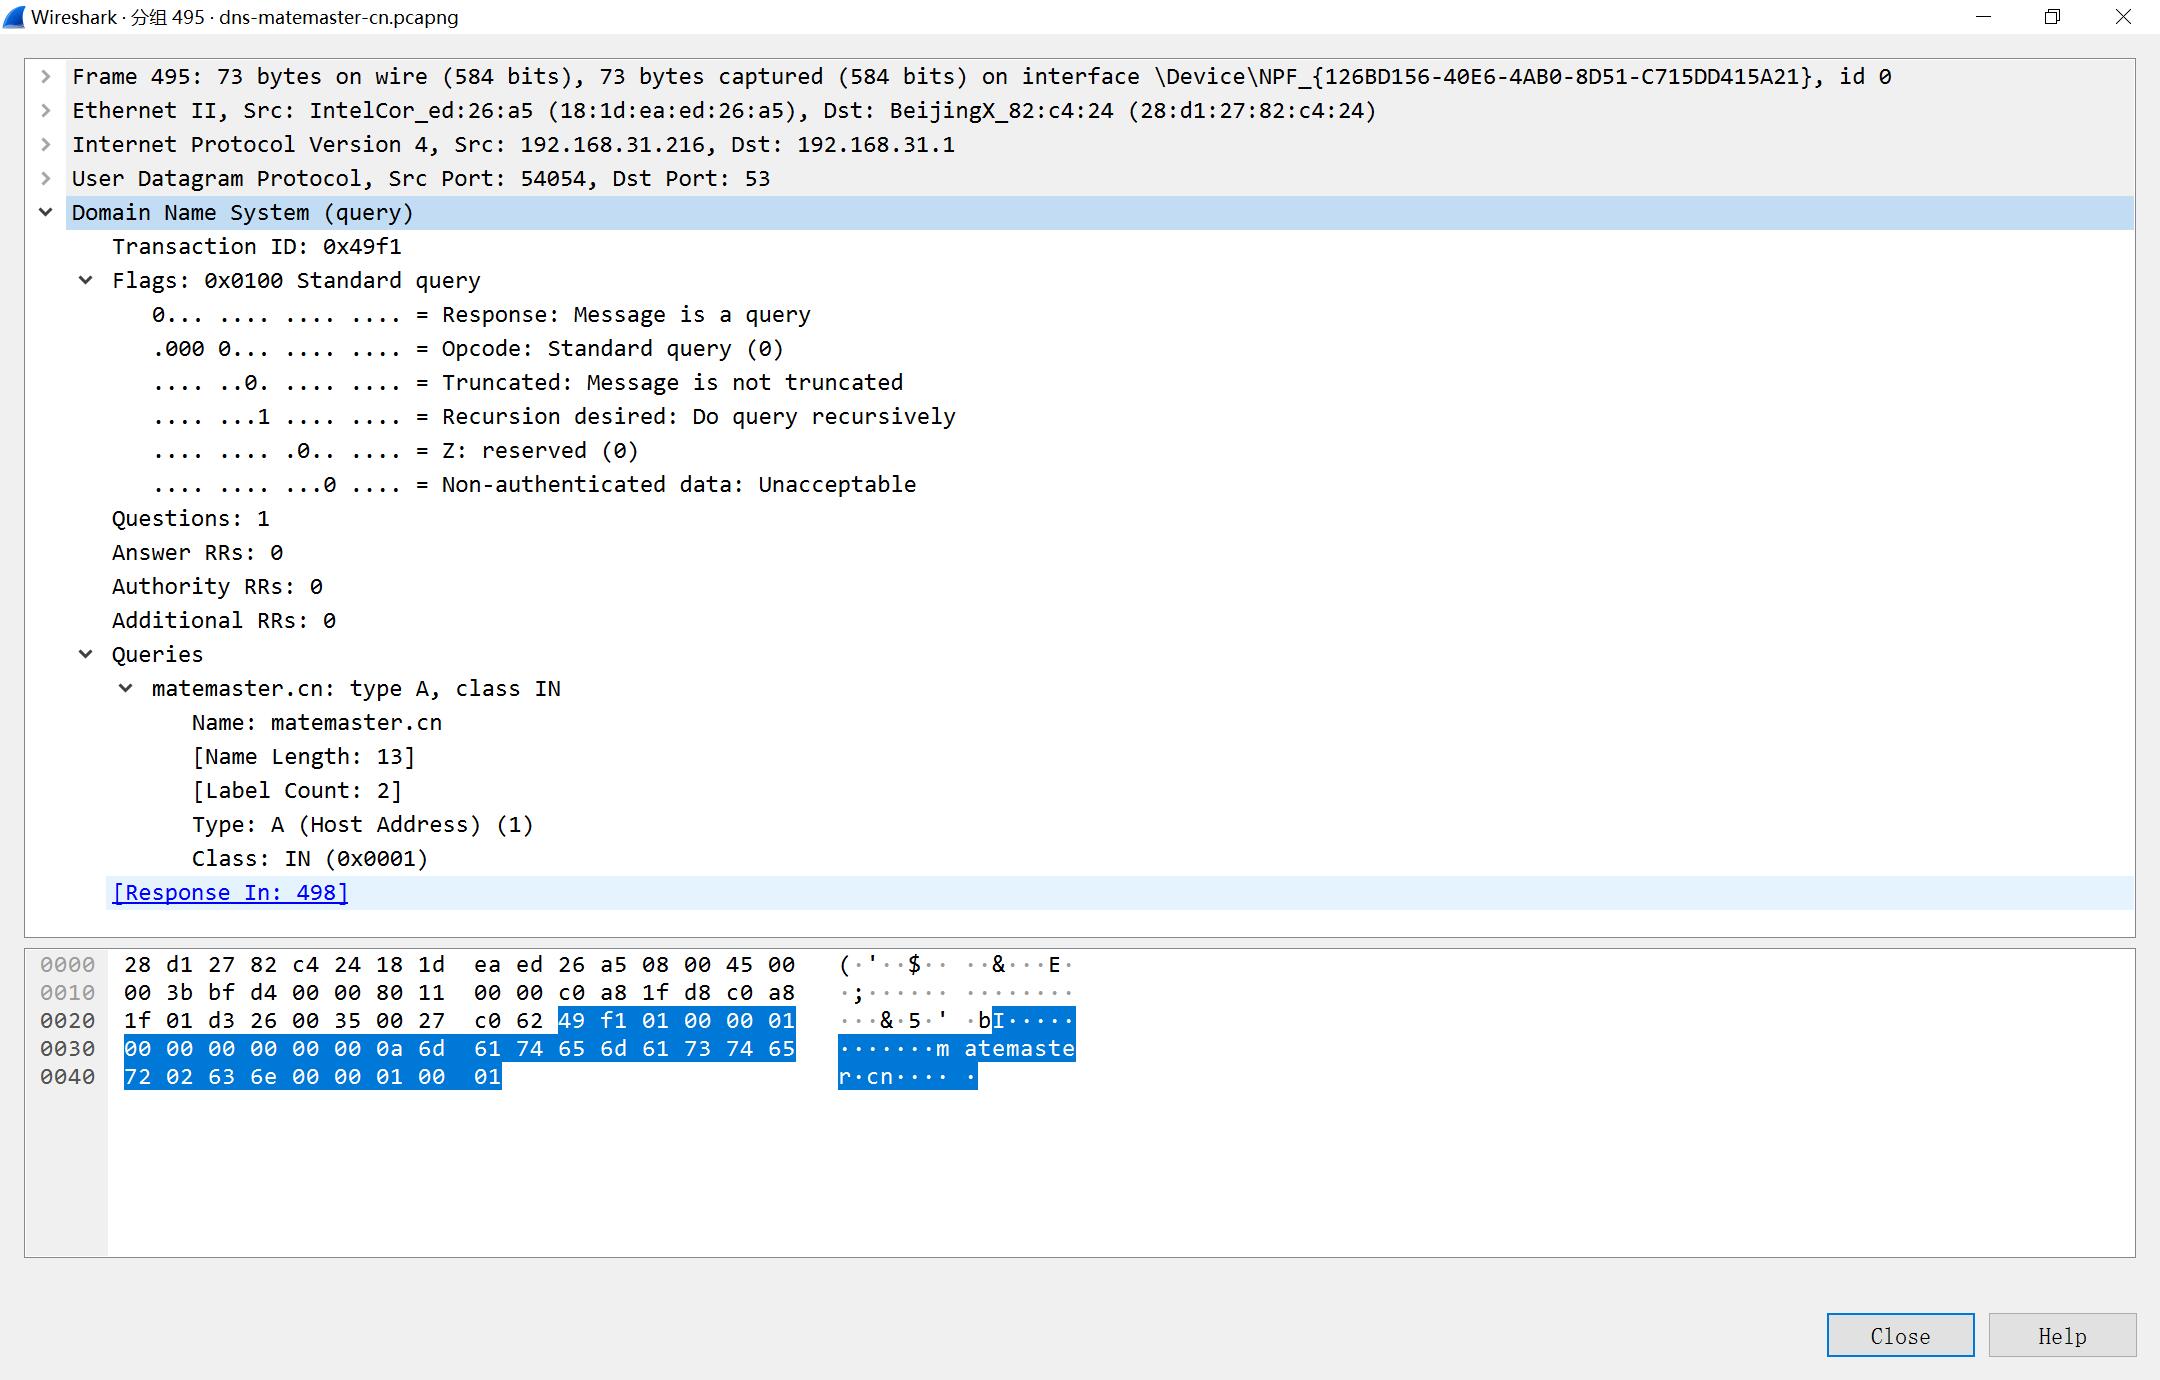 Wireshark · 分组 495 · dns-matemaster-cn.pcapng
Frame 495: 73 bytes on wire (584 bits), 73 bytes captured (584 bits) on interface \Device\NPF_{126BD156-40E6-4AB0-8D51-C715DD415A21}, id 0
Ethernet II, Src: IntelCor_ed:26:a5 (18:1d:ea:ed:26:a5), Dst: BeijingX_82:c4:24 (28:d1:27:82:c4:24)
Internet Protocol Version 4, Src: 192.168.31.216, Dst: 192.168.31.1
User Datagram Protocol, Src Port: 54054, Dst Port: 53
Domain Name System (query)
Transaction ID: 0x49f1
Flags: 0x0100 Standard query
0... .... .... .... = Response: Message is a query
.000 0... .... .... = Opcode: Standard query (0)
.... ..0. .... .... = Truncated: Message is not truncated
.... ...1 .... .... = Recursion desired: Do query recursively
.... .... .0.. .... = Z: reserved (0)
.... .... ...0 .... = Non-authenticated data: Unacceptable
Questions: 1
Answer RRs: 0
Authority RRs: 0
Additional RRs: 0
Queries
matemaster.cn: type A, class IN
Name: matemaster.cn
[Name Length: 13]
[Label Count: 2]
Type: A (Host Address) (1)
Class: IN (0x0001)
[Response In: 498]
0000 28 d1 27 82 c4 24 18 1d ea ed 26 a5 08 00 45 00 (·'··$·· ··&···E·
0010 00 3b bf d4 00 00 80 11 00 00 c0 a8 1f d8 c0 a8 ·;······ ········
0020 1f 01 d3 26 00 35 00 27 c0 62 49 f1 01 00 00 01 ···&·5·' ·bI·····
0030 00 00 00 00 00 00 0a 6d 61 74 65 6d 61 73 74 65 ·······m atemaste
0040 72 02 63 6e 00 00 01 00 01 r·cn···· ·
Close Help